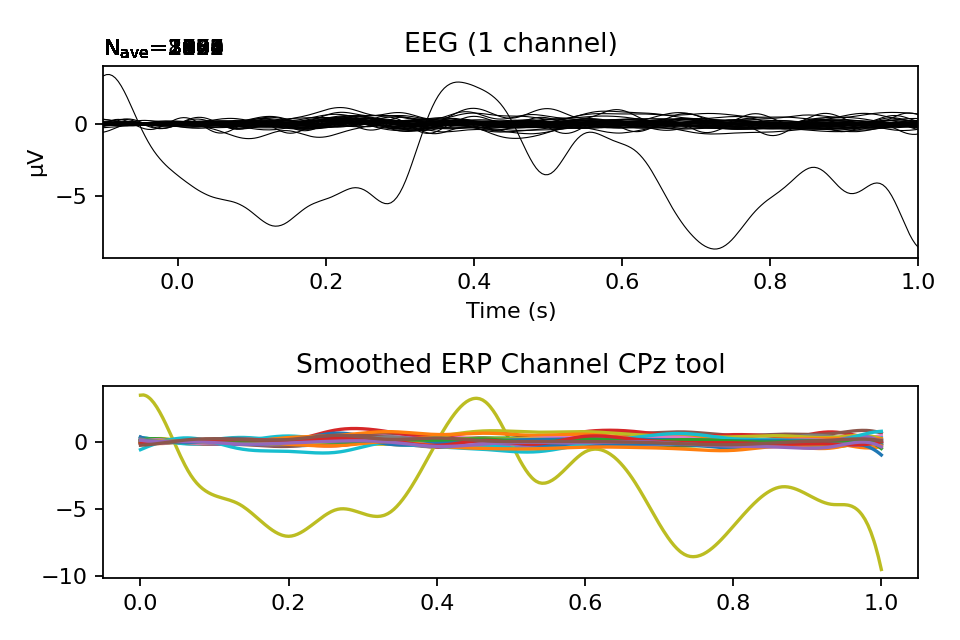 N_ave=
EEG (1 channel)
0
−5
µV
0.0 0.2 0.4 0.6 0.8 1.0
Time (s)
Smoothed ERP Channel CPz tool
0
−5
−10
0.0 0.2 0.4 0.6 0.8 1.0